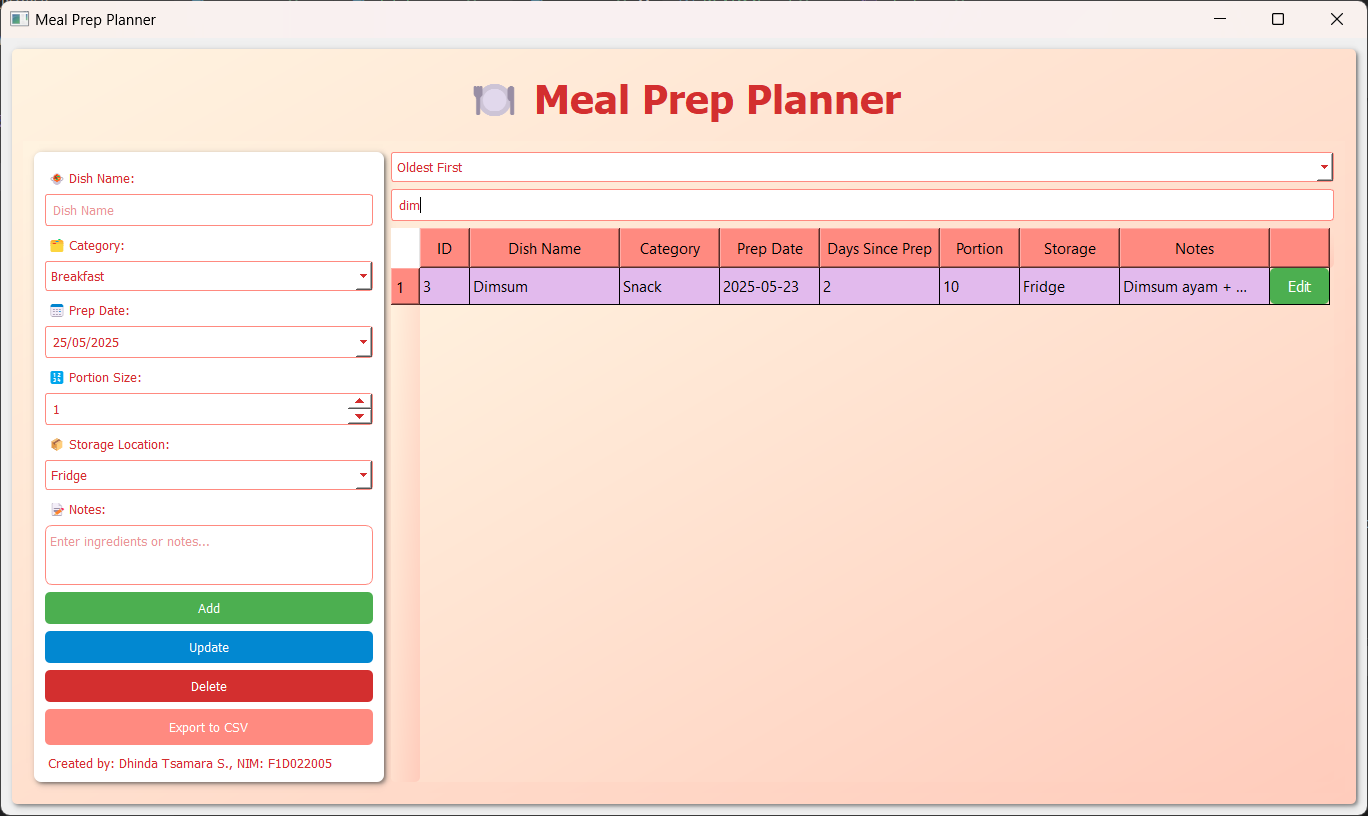 Meal Prep Planner
Meal Prep Planner
Dish Name:
Dish Name
Category:
Breakfast
Prep Date:
25/05/2025
Portion Size:
1
Storage Location:
Fridge
Notes:
Enter ingredients or notes...
Add
Update
Delete
Export to CSV
Created by: Dhinda Tsamara S., NIM: F1D022005
Oldest First
dim
ID Dish Name Category Prep Date Days Since Prep Portion Storage Notes
1 3 Dimsum Snack 2025-05-23 2 10 Fridge Dimsum ayam + ... Edit